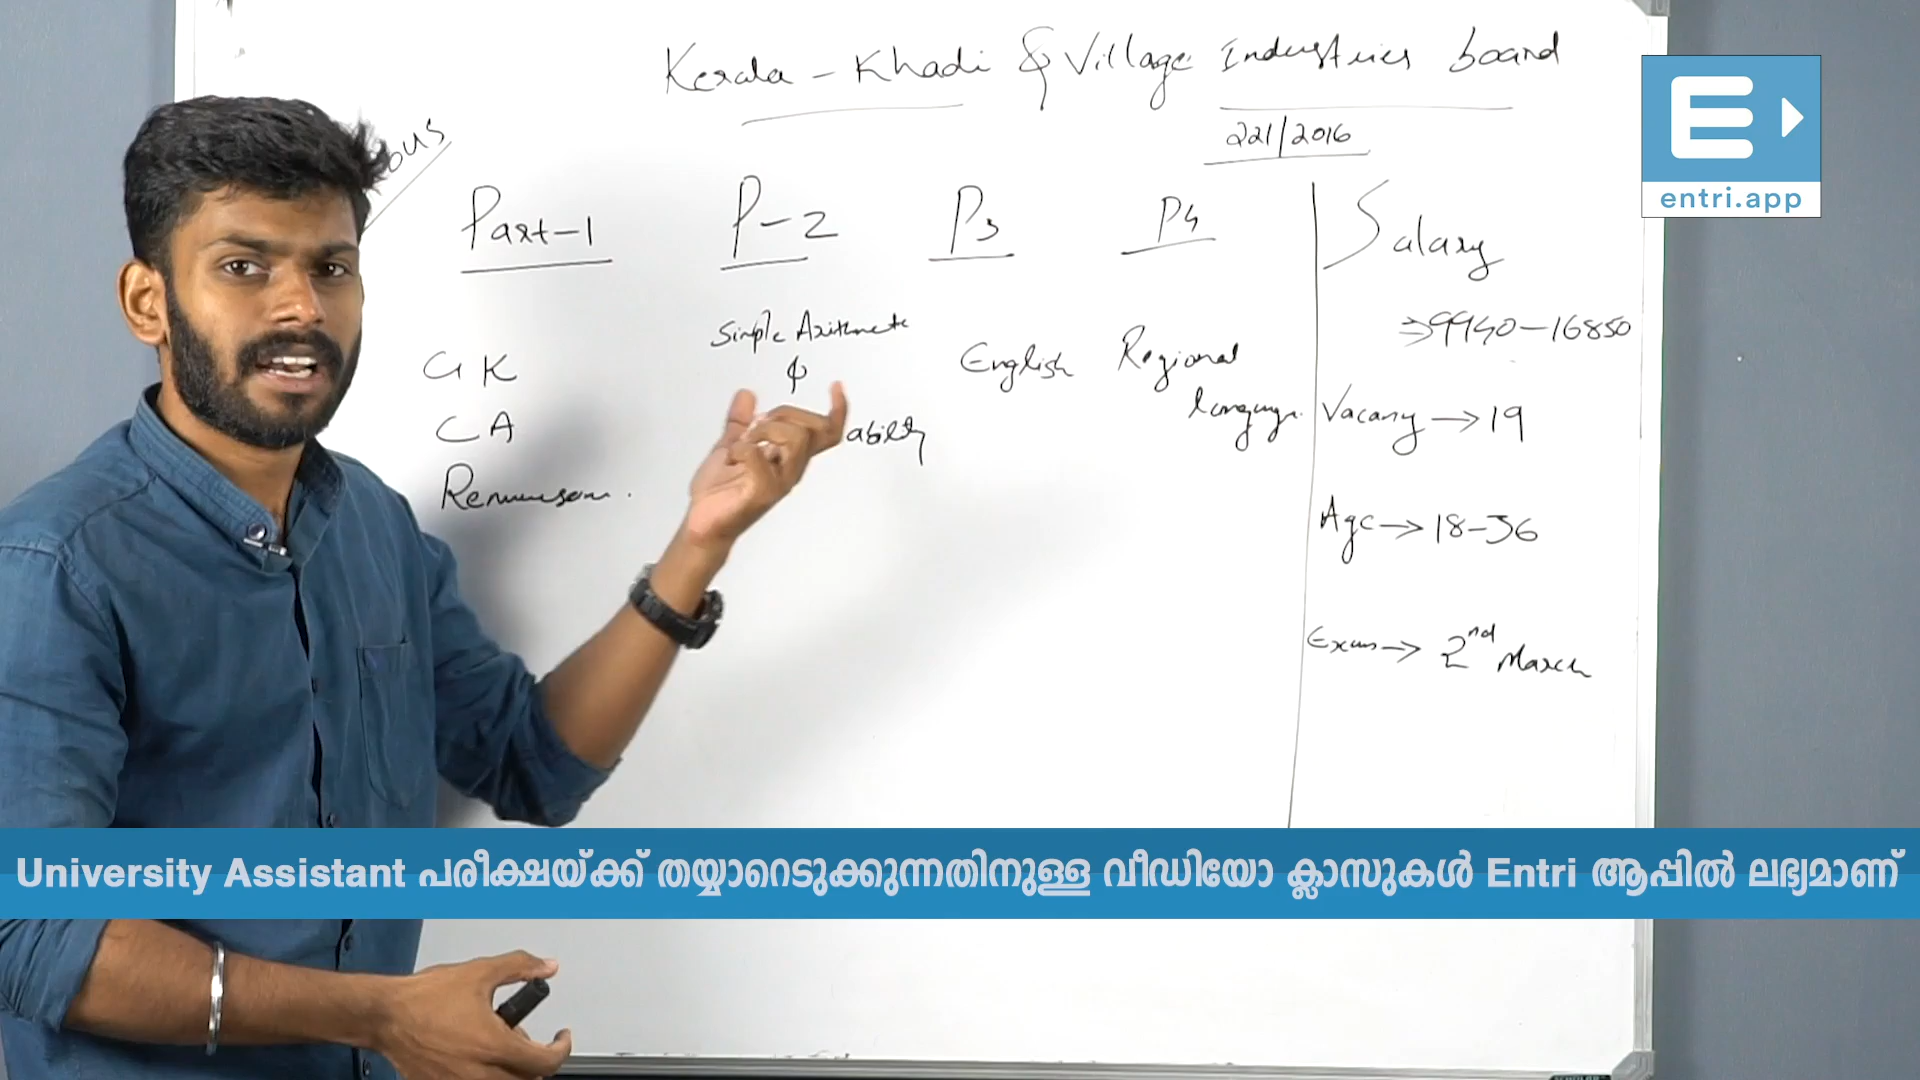 Kerala - Khadi & Village Industries board
221/2016
Part-1 P-2 P3 P4 Salary
Simple Arithmetic
⇒ 9940-16850
GK & English Regional
language. Vacancy → 19
CA ability
Age → 18-36
Exam → 2nd March
E
entri.app
University Assistant പരീക്ഷയ്ക്ക് തയ്യാറെടുക്കുന്നതിനുള്ള വീഡിയോ ക്ലാസുകൾ Entri ആപ്പിൽ ലഭ്യമാണ്